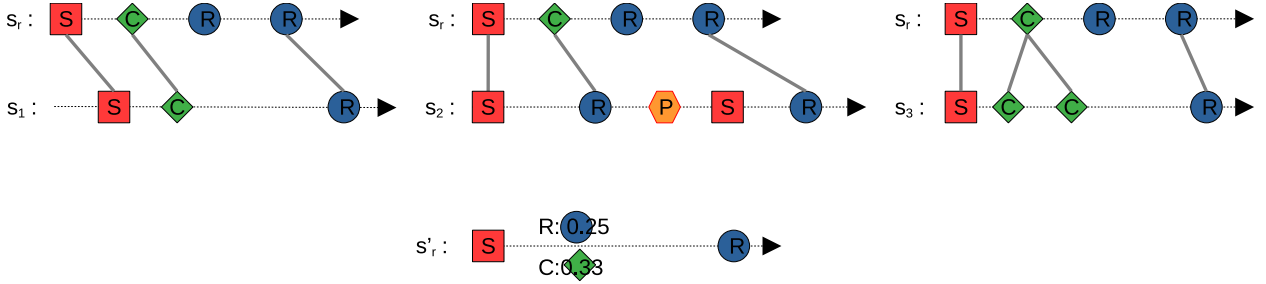 sᵣ : S C R R
s₁ : S C R
sᵣ : S C R R
s₂ : S R P S R
sᵣ : S C R R
s₃ : S C C R
R: 0.25
s’ᵣ : S R
C:0.33